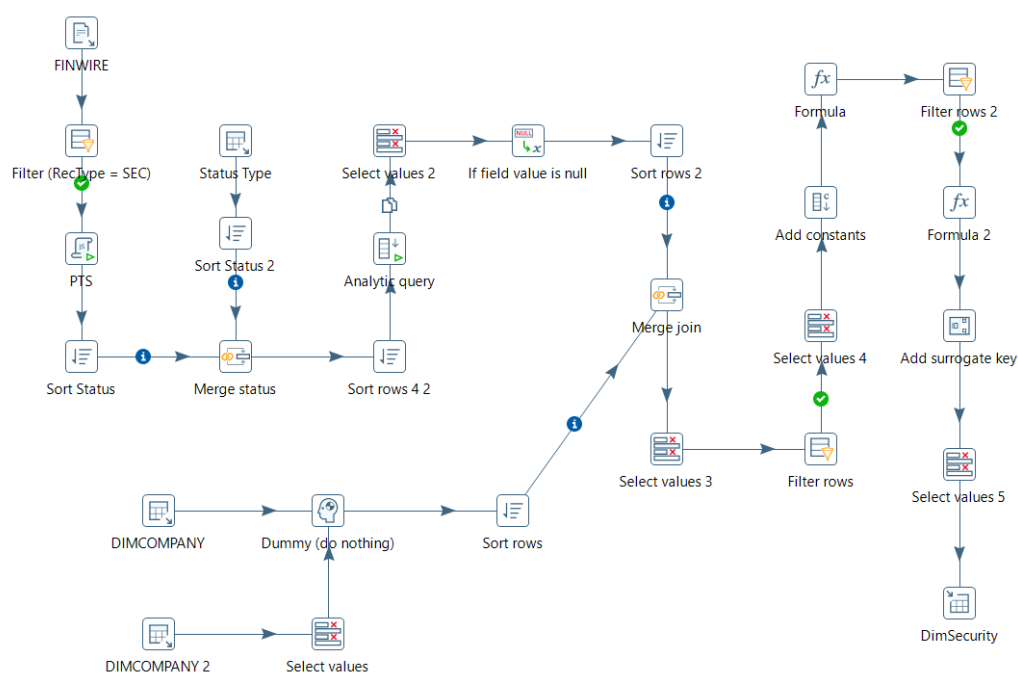 FINWIRE
Filter (RecType = SEC)
PTS
Sort Status
Status Type
Sort Status 2
Merge status
Select values 2
NULL
x
If field value is null
Sort rows 2
Analytic query
Sort rows 4 2
Merge join
Select values 3
Filter rows
Select values 4
C
Add constants
fx
Formula
Filter rows 2
fx
Formula 2
Add surrogate key
Select values 5
DimSecurity
DIMCOMPANY
Dummy (do nothing)
Sort rows
DIMCOMPANY 2
Select values